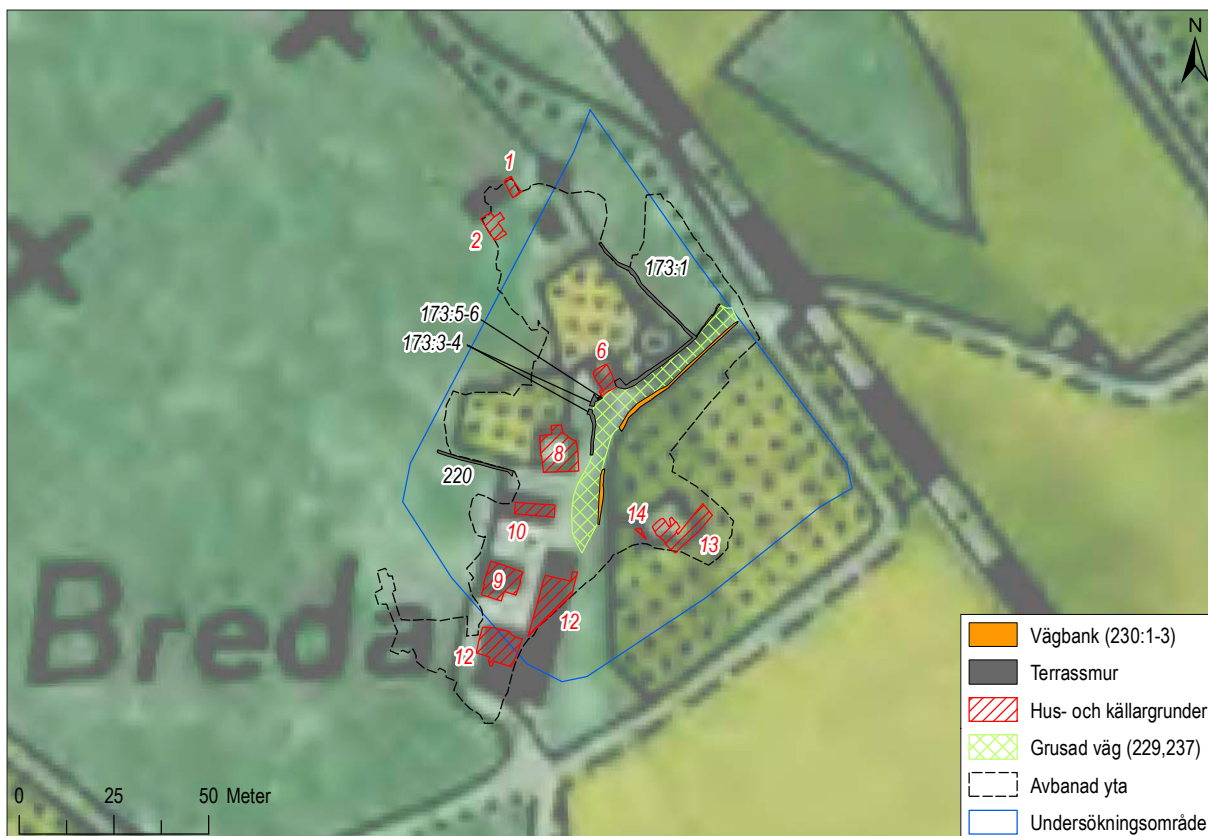 N
1
2
173:1
173:5-6
173:3-4
6
8
220
10
14
13
9
12
12
Breda
Vägbank (230:1-3)
Terrassmur
Hus- och källargrunder
Grusad väg (229,237)
Avbanad yta
Undersökningsområde
0 25 50 Meter